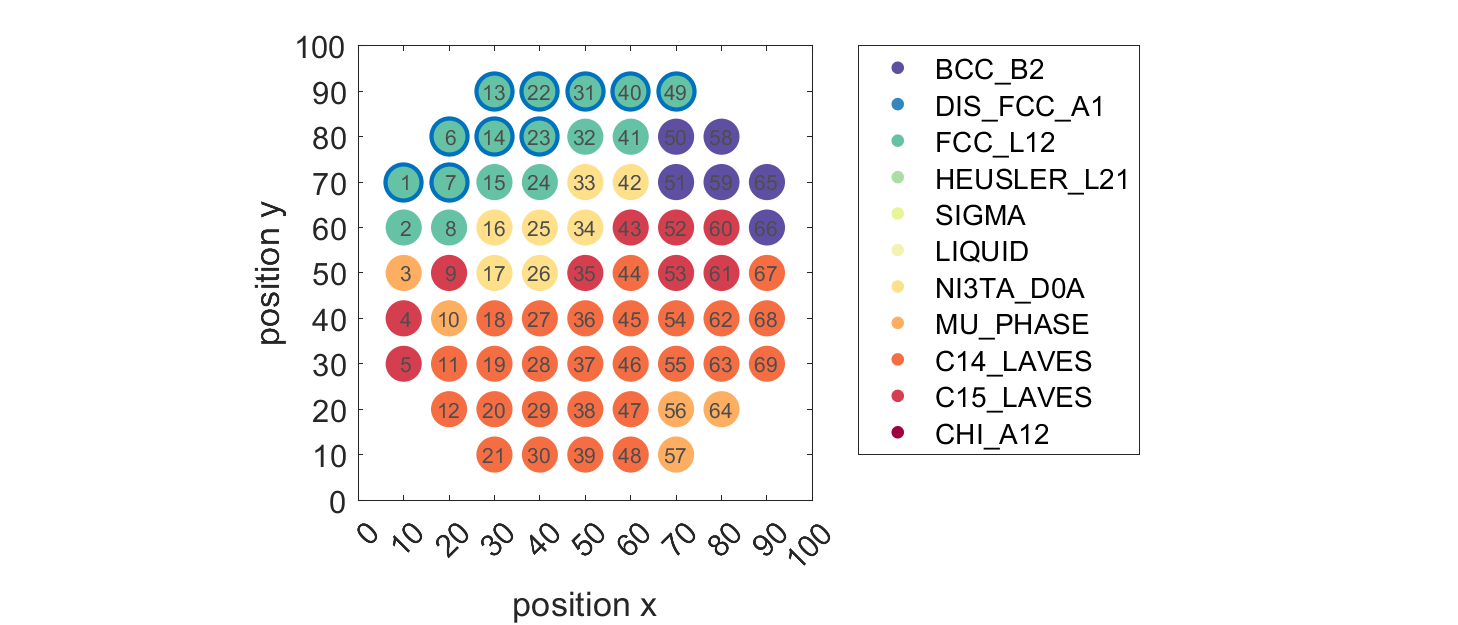 100
90
80
70
60
50
40
30
20
10
0
position y
13 22 31 40 49
6 14 23 32 41 50 58
1 7 15 24 33 42 51 59 65
2 8 16 25 34 43 52 60 66
3 9 17 26 35 44 53 61 67
4 10 18 27 36 45 54 62 68
5 11 19 28 37 46 55 63 69
12 20 29 38 47 56 64
21 30 39 48 57
0 10 20 30 40 50 60 70 80 90 100
position x
BCC_B2
DIS_FCC_A1
FCC_L12
HEUSLER_L21
SIGMA
LIQUID
NI3TA_D0A
MU_PHASE
C14_LAVES
C15_LAVES
CHI_A12